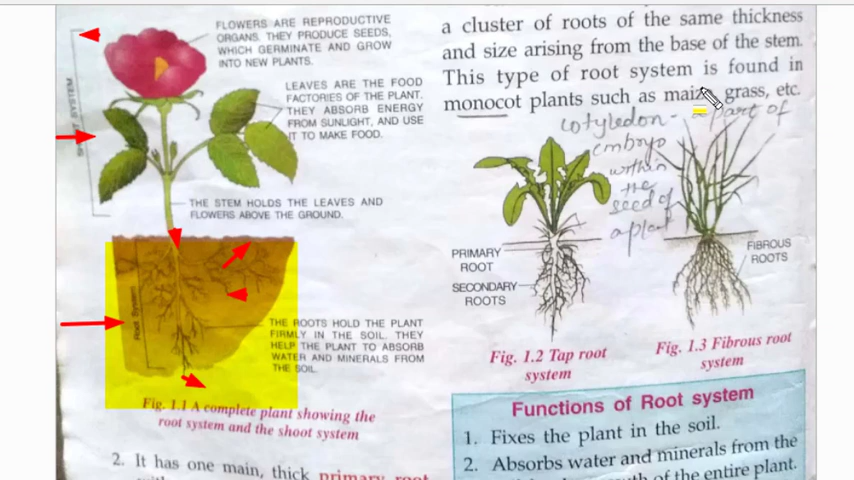 FLOWERS ARE REPRODUCTIVE
ORGANS. THEY PRODUCE SEEDS,
WHICH GERMINATE AND GROW
INTO NEW PLANTS.
LEAVES ARE THE FOOD
FACTORIES OF THE PLANT.
THEY ABSORB ENERGY
FROM SUNLIGHT, AND USE
IT TO MAKE FOOD.
SYSTEM
THE STEM HOLDS THE LEAVES AND
FLOWERS ABOVE THE GROUND.
Root System
THE ROOTS HOLD THE PLANT
FIRMLY IN THE SOIL. THEY
HELP THE PLANT TO ABSORB
WATER AND MINERALS FROM
THE SOIL.
Fig. 1.1 A complete plant showing the
root system and the shoot system
2. It has one main, thick primary root
a cluster of roots of the same thickness
and size arising from the base of the stem.
This type of root system is found in
monocot plants such as maiz grass, etc.
cotyledon - a part of
embryo
within
the
seed of
a plant
PRIMARY
ROOT
SECONDARY
ROOTS
FIBROUS
ROOTS
Fig. 1.2 Tap root
system
Fig. 1.3 Fibrous root
system
Functions of Root system
1. Fixes the plant in the soil.
2. Absorbs water and minerals from the
of the entire plant.